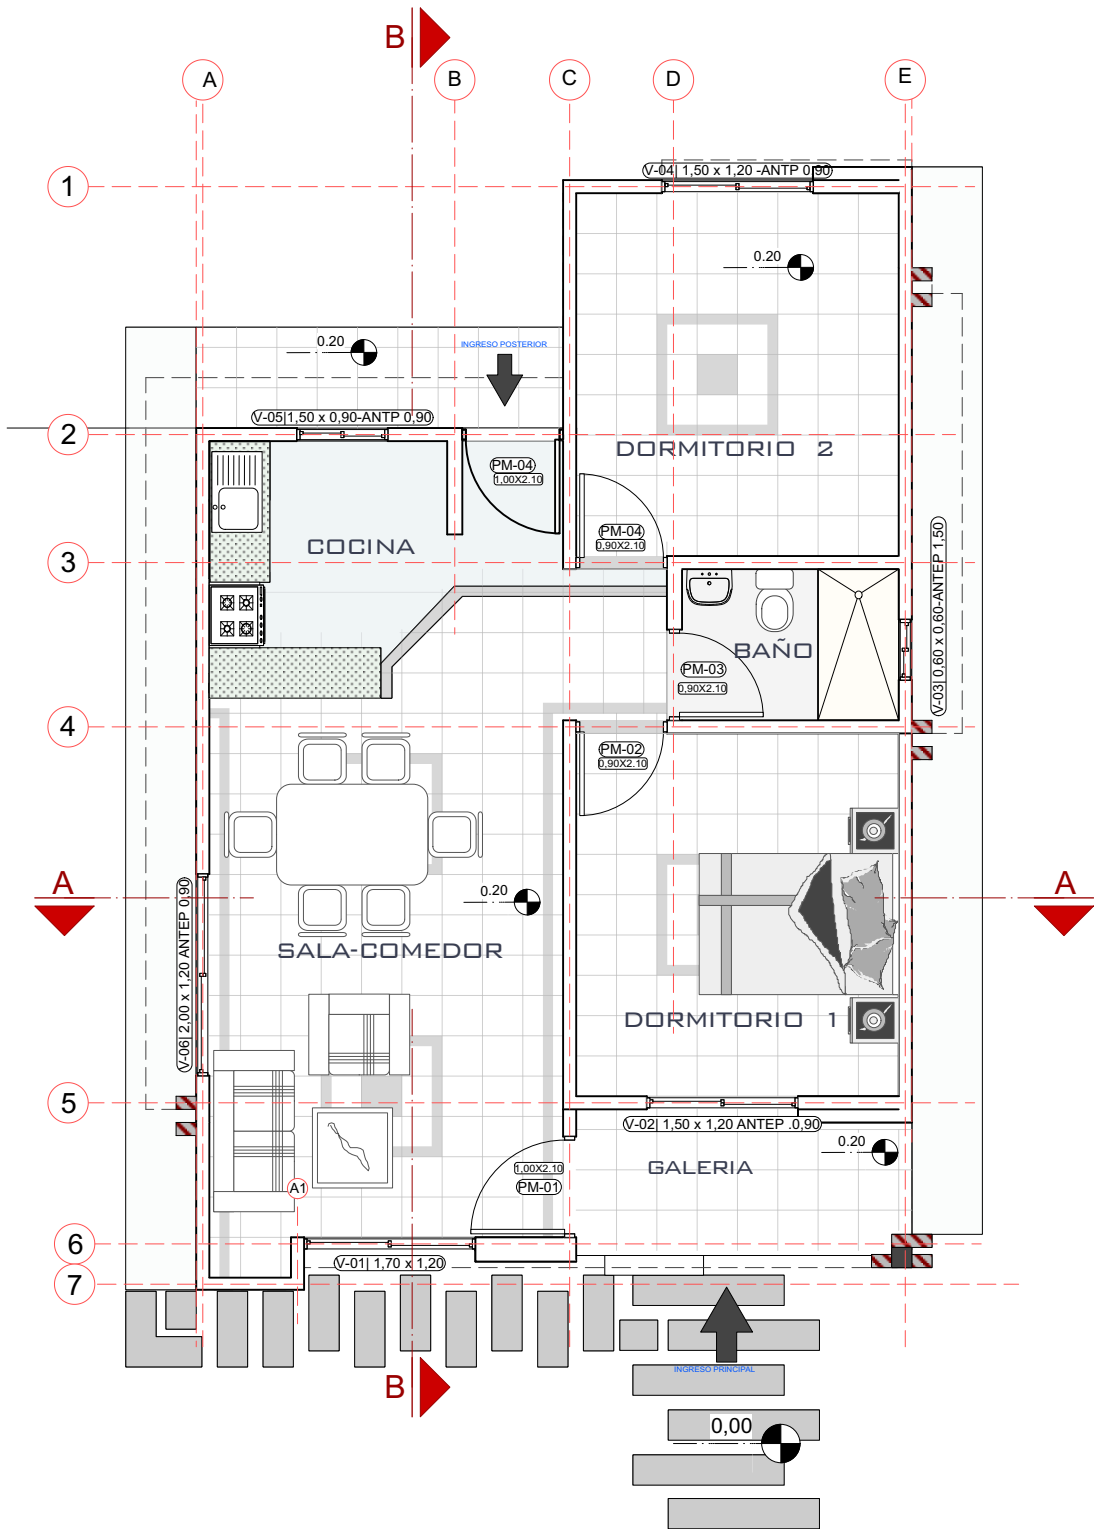 B
A
B
C
D
E
V-04| 1,50 x 1,20 -ANTP 0,90
1
0.20
0.20
INGRESO POSTERIOR
V-05|1,50 x 0,90-ANTP 0,90
2
DORMITORIO 2
PM-04
1,00X2.10
PM-04
0,90X2.10
COCINA
3
V-03| 0,60 x 0,60-ANTEP 1,50
BAÑO
PM-03
0,90X2.10
4
PM-02
0,90X2.10
A
A
0.20
V-06| 2,00 x 1,20 ANTEP 0,90
SALA-COMEDOR
DORMITORIO 1
5
V-02| 1,50 x 1,20 ANTEP .0,90
0.20
GALERIA
1,00X2.10
PM-01
A1
6
V-01| 1,70 x 1,20
7
INGRESO PRINCIPAL
B
0,00